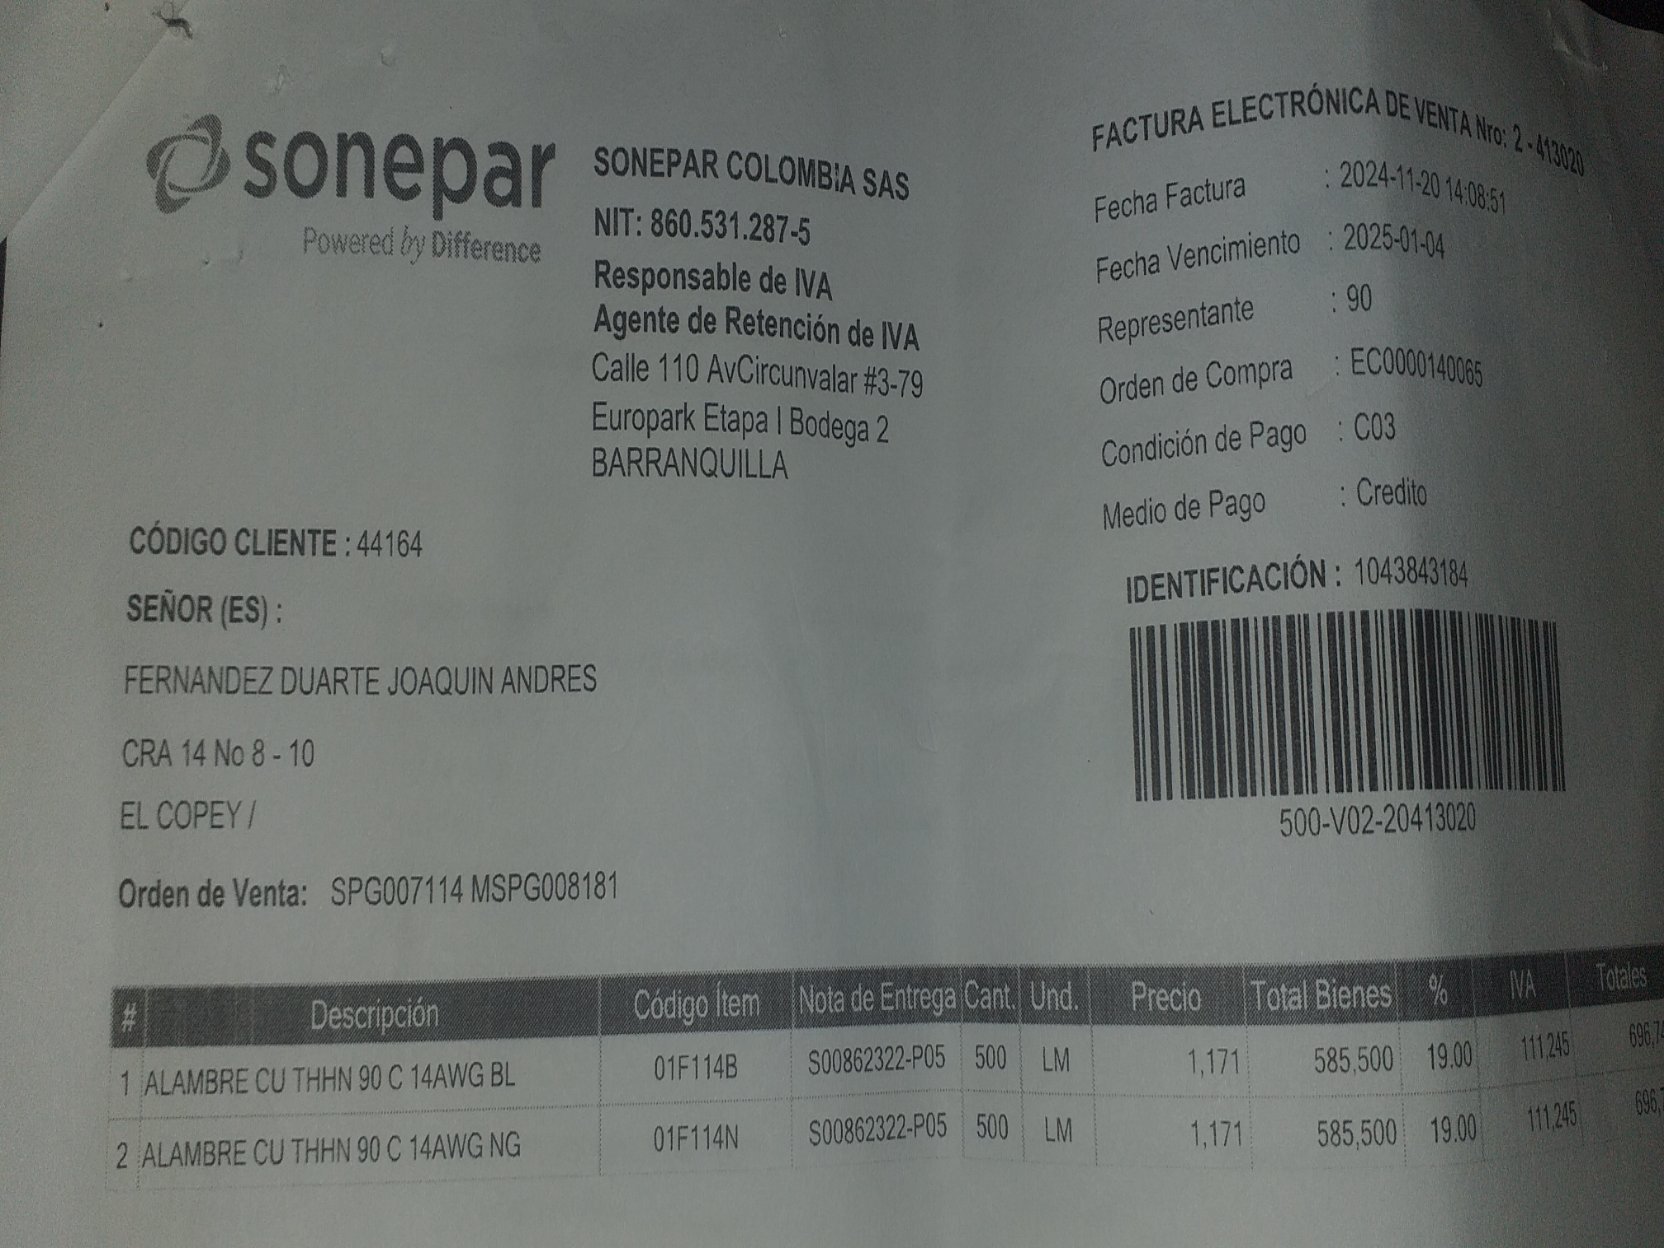 sonepar
Powered by Difference
SONEPAR COLOMBIA SAS
NIT: 860.531.287-5
Responsable de IVA
Agente de Retención de IVA
Calle 110 AvCircunvalar #3-79
Europark Etapa I Bodega 2
BARRANQUILLA
FACTURA ELECTRÓNICA DE VENTA Nro: 2 - 413020
Fecha Factura : 2024-11-20 14:08:51
Fecha Vencimiento : 2025-01-04
Representante : 90
Orden de Compra : EC0000140065
Condición de Pago : C03
Medio de Pago : Credito
IDENTIFICACIÓN : 1043843184
500-V02-20413020
CÓDIGO CLIENTE : 44164
SEÑOR (ES) :
FERNANDEZ DUARTE JOAQUIN ANDRES
CRA 14 No 8 - 10
EL COPEY /
Orden de Venta: SPG007114 MSPG008181
# Descripción Código Ítem Nota de Entrega Cant. Und. Precio Total Bienes % IVA Totales
1 ALAMBRE CU THHN 90 C 14AWG BL 01F114B S00862322-P05 500 LM 1,171 585,500 19.00 111,245
2 ALAMBRE CU THHN 90 C 14AWG NG 01F114N S00862322-P05 500 LM 1,171 585,500 19.00 111,245